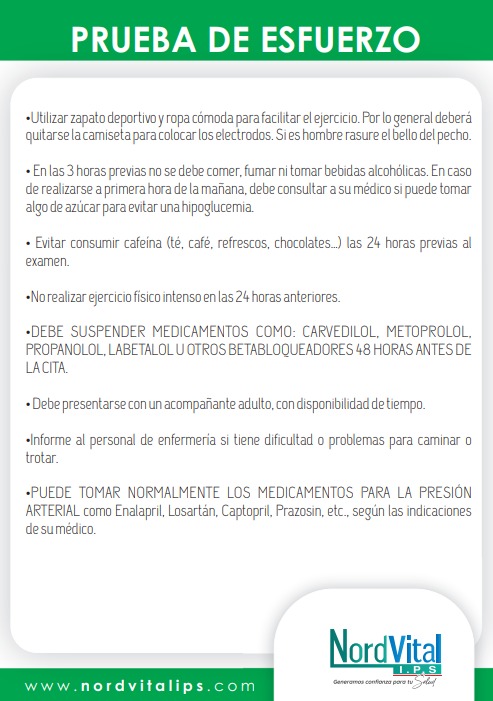 PRUEBA DE ESFUERZO
•Utilizar zapato deportivo y ropa cómoda para facilitar el ejercicio. Por lo general deberá
quitarse la camiseta para colocar los electrodos. Si es hombre rasure el bello del pecho.
• En las 3 horas previas no se debe comer, fumar ni tomar bebidas alcohólicas. En caso
de realizarse a primera hora de la mañana, debe consultar a su médico si puede tomar
algo de azúcar para evitar una hipoglucemia.
• Evitar consumir cafeína (té, café, refrescos, chocolates...) las 24 horas previas al
examen.
•No realizar ejercicio físico intenso en las 24 horas anteriores.
•DEBE SUSPENDER MEDICAMENTOS COMO: CARVEDILOL, METOPROLOL,
PROPANOLOL, LABETALOL U OTROS BETABLOQUEADORES 48 HORAS ANTES DE
LA CITA.
• Debe presentarse con un acompañante adulto, con disponibilidad de tiempo.
•Informe al personal de enfermería si tiene dificultad o problemas para caminar o
trotar.
•PUEDE TOMAR NORMALMENTE LOS MEDICAMENTOS PARA LA PRESIÓN
ARTERIAL como Enalapril, Losartán, Captopril, Prazosin, etc., según las indicaciones
de su médico.
NordVital
I.P.S
Generamos confianza para tu Salud
www.nordvitalips.com